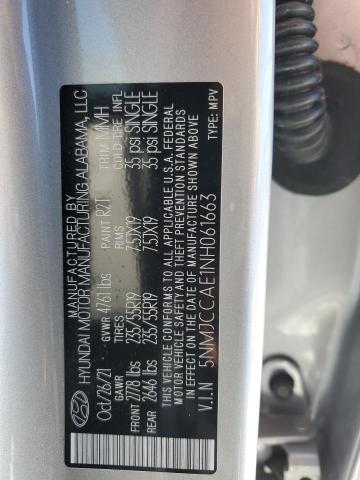 MANUFACTURED BY
HYUNDAI MOTOR MANUFACTURING ALABAMA, LLC
Oct/26/21 GVWR 4761 lbs PAINT R2T TRIM MMH
GAWR TIRES RIMS COLD TIRE INFL
FRONT 2778 lbs 235/55R19 7.5JX19 35 psi SINGLE
REAR 2646 lbs 235/55R19 7.5JX19 35 psi SINGLE
THIS VEHICLE CONFORMS TO ALL APPLICABLE U.S.A. FEDERAL
MOTOR VEHICLE SAFETY, BUMPER, AND THEFT PREVENTION STANDARDS
IN EFFECT ON THE DATE OF MANUFACTURE SHOWN ABOVE
V.I.N 5NMJCCAE1NH061663 TYPE: MPV